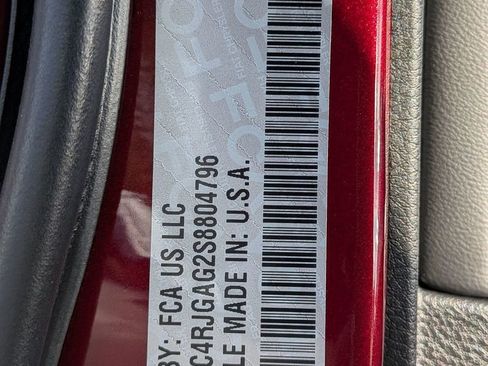 BY: FCA US LLC
C4RJGAG2S8804796
LE MADE IN: U.S.A.